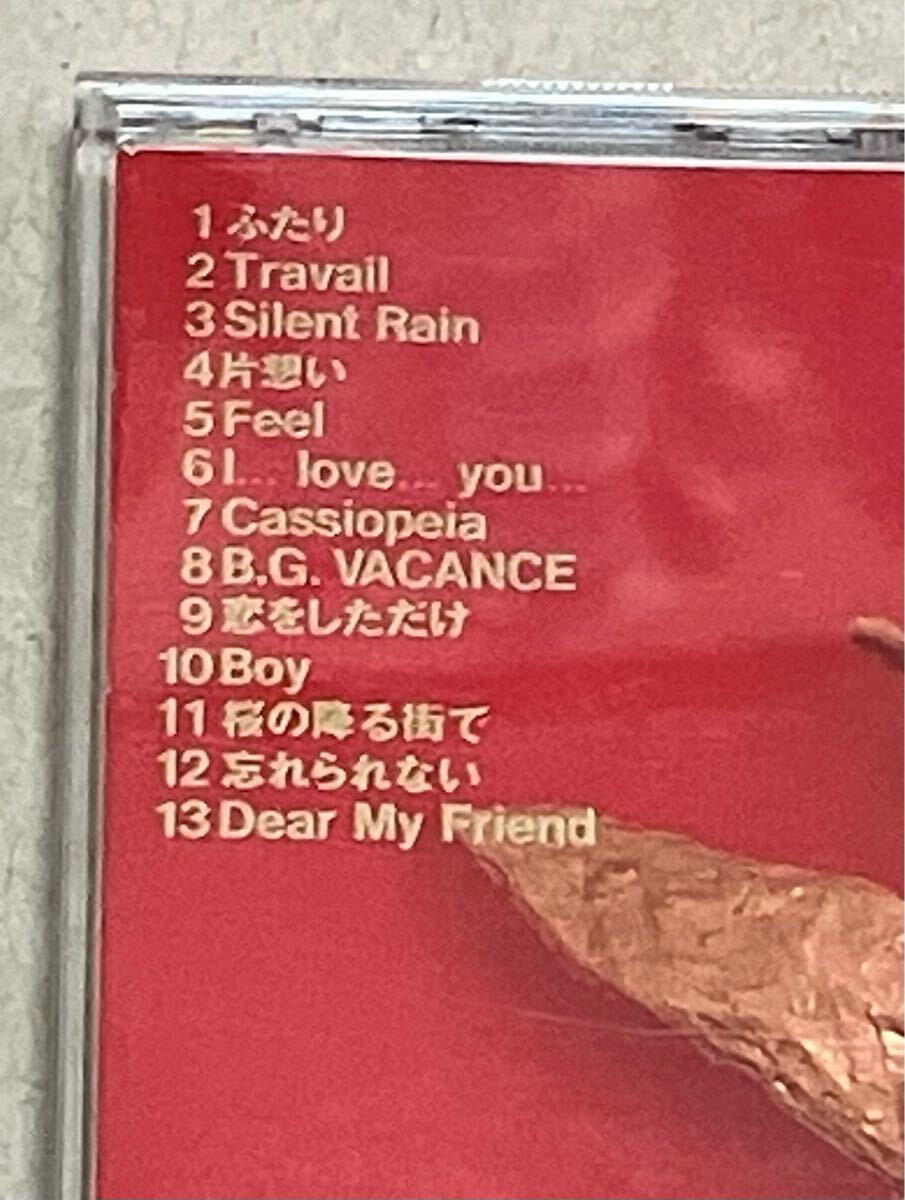 1 ふたり
2 Travail
3 Silent Rain
4 片想い
5 Feel
6 I... love... you...
7 Cassiopeia
8 B.G. VACANCE
9 恋をしただけ
10 Boy
11 桜の降る街で
12 忘れられない
13 Dear My Friend